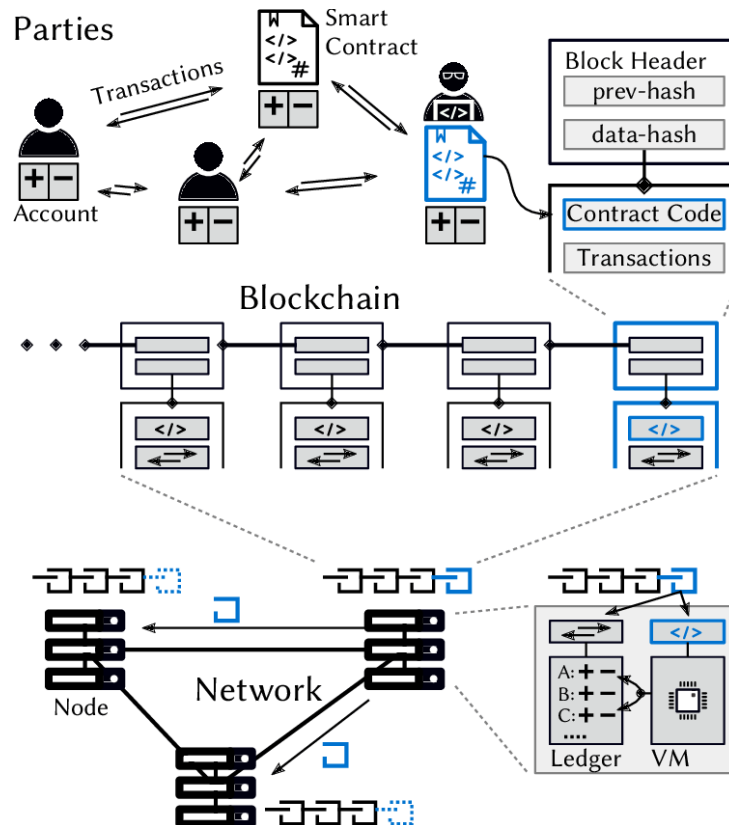 Parties
Smart
Contract
Transactions
Account
Block Header
prev-hash
data-hash
Contract Code
Transactions
Blockchain
</>
</>
</>
</>
Node
Network
A: + −
B: + −
C: + −
.....
Ledger
VM
</>